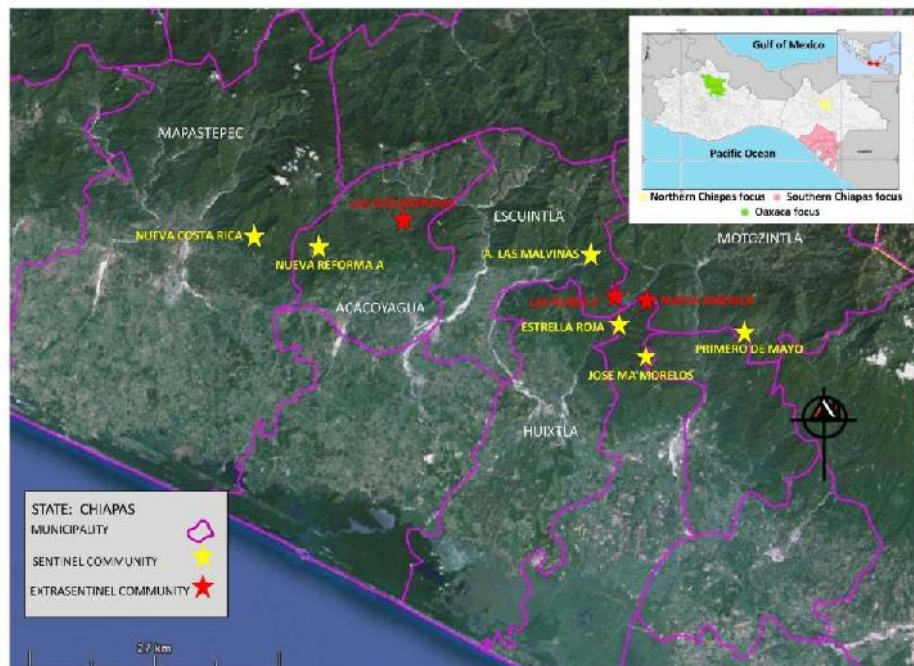 Gulf of Mexico
Pacific Ocean
Northern Chiapas focus
Southern Chiapas focus
Oaxaca focus
MAPASTEPEC
ESCUINTLA
MOTOZINTLA
NUEVA COSTA RICA
NUEVA REFORMA A
A. LAS MALVINAS
ACACOYAGUA
ESTRELLA ROJA
PRIMERO DE MAYO
JOSE MA MORELOS
HUIXTLA
STATE: CHIAPAS
MUNICIPALITY
SENTINEL COMMUNITY
EXTRASENTINEL COMMUNITY
27 km